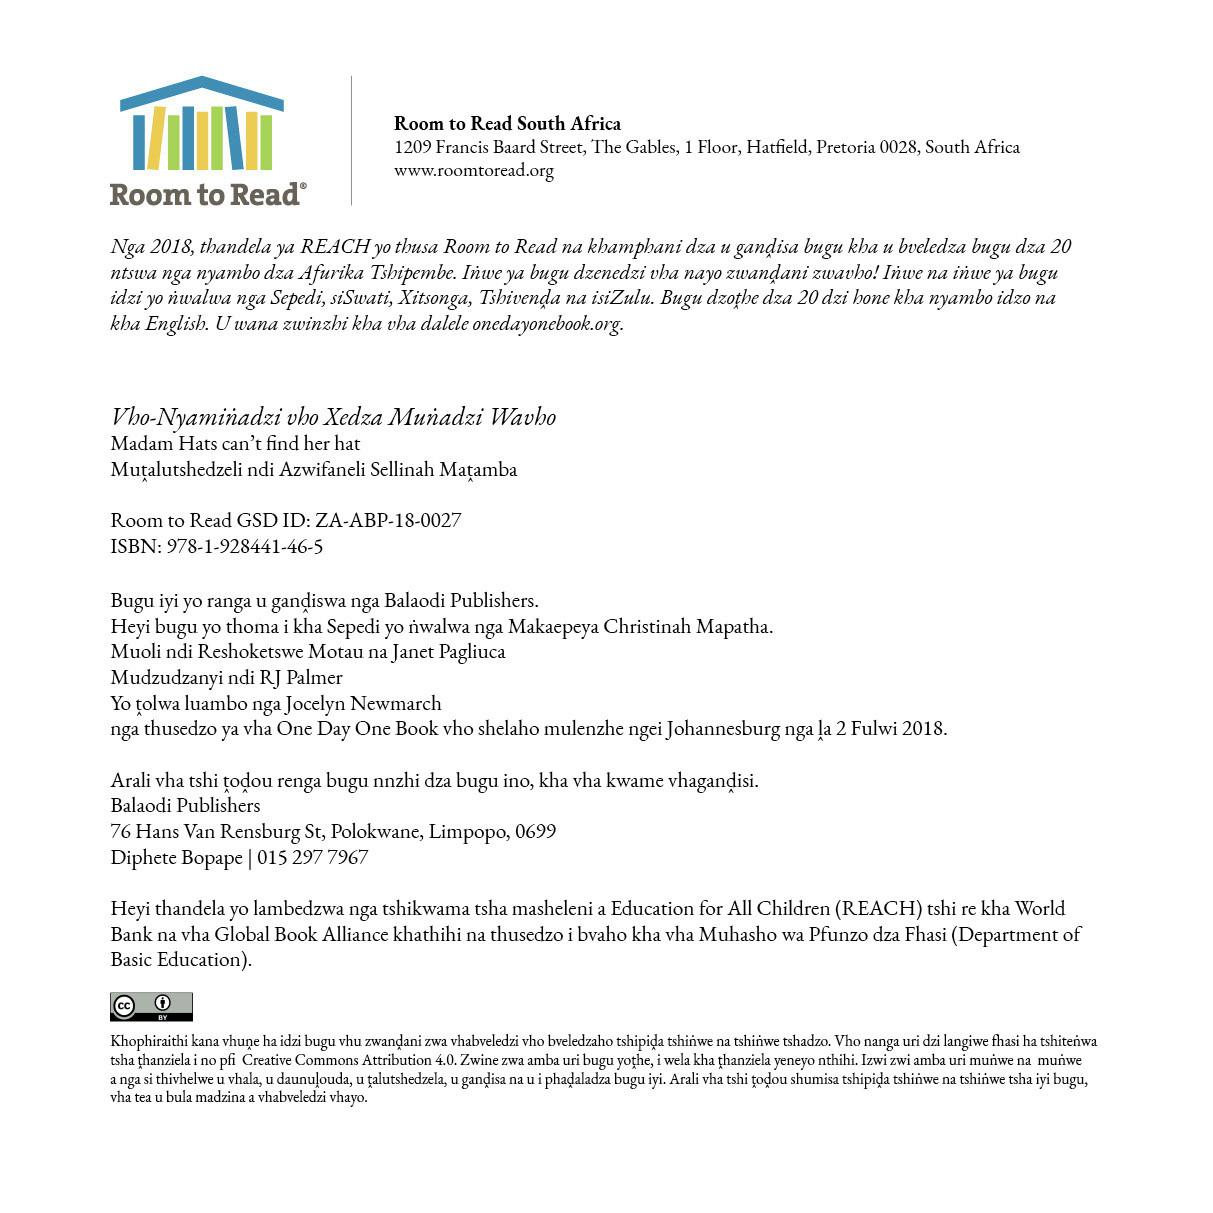 Room to Read®
Room to Read South Africa
1209 Francis Baard Street, The Gables, 1 Floor, Hatfield, Pretoria 0028, South Africa
www.roomtoread.org
Nga 2018, thandela ya REACH yo thusa Room to Read na khamphani dza u ganḓisa bugu kha u bveledza bugu dza 20
ntswa nga nyambo dza Afurika Tshipembe. Iṅwe ya bugu dzenedzi vha nayo zwanḓani zwavho! Iṅwe na iṅwe ya bugu
idzi yo ṅwalwa nga Sepedi, siSwati, Xitsonga, Tshivenḓa na isiZulu. Bugu dzoṱhe dza 20 dzi hone kha nyambo idzo na
kha English. U wana zwinzhi kha vha dalele onedayonebook.org.
Vho-Nyamiṅadzi vho Xedza Muṅadzi Wavho
Madam Hats can’t find her hat
Muṱalutshedzeli ndi Azwifaneli Sellinah Maṱamba
Room to Read GSD ID: ZA-ABP-18-0027
ISBN: 978-1-928441-46-5
Bugu iyi yo ranga u ganḓiswa nga Balaodi Publishers.
Heyi bugu yo thoma i kha Sepedi yo ṅwalwa nga Makaepeya Christinah Mapatha.
Muoli ndi Reshoketswe Motau na Janet Pagliuca
Mudzudzanyi ndi RJ Palmer
Yo ṱolwa luambo nga Jocelyn Newmarch
nga thusedzo ya vha One Day One Book vho shelaho mulenzhe ngei Johannesburg nga ḽa 2 Fulwi 2018.
Arali vha tshi ṱoḓou renga bugu nnzhi dza bugu ino, kha vha kwame vhaganḓisi.
Balaodi Publishers
76 Hans Van Rensburg St, Polokwane, Limpopo, 0699
Diphete Bopape | 015 297 7967
Heyi thandela yo lambedzwa nga tshikwama tsha masheleni a Education for All Children (REACH) tshi re kha World
Bank na vha Global Book Alliance khathihi na thusedzo i bvaho kha vha Muhasho wa Pfunzo dza Fhasi (Department of
Basic Education).
cc BY
Khophiraithi kana vhuṋe ha idzi bugu vhu zwanḓani zwa vhabveledzi vho bveledzaho tshipiḓa tshiṅwe na tshiṅwe tshadzo. Vho nanga uri dzi langiwe fhasi ha tshiteṅwa
tsha ṱhanziela i no pfi Creative Commons Attribution 4.0. Zwine zwa amba uri bugu yoṱhe, i wela kha ṱhanziela yeneyo nthihi. Izwi zwi amba uri muṅwe na muṅwe
a nga si thivhelwe u vhala, u daunuḽouda, u ṱalutshedzela, u ganḓisa na u i phaḓaladza bugu iyi. Arali vha tshi ṱoḓou shumisa tshipiḓa tshiṅwe na tshiṅwe tsha iyi bugu,
vha tea u bula madzina a vhabveledzi vhayo.